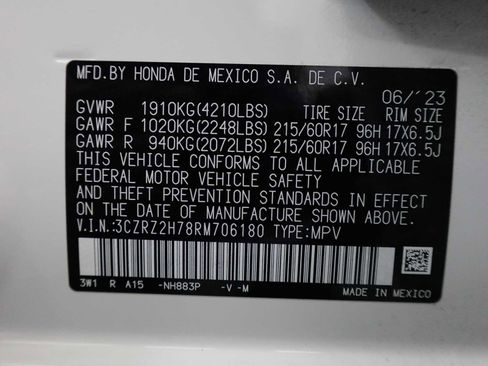 MFD.BY HONDA DE MEXICO S.A. DE C.V.
06/'23
GVWR 1910KG(4210LBS) TIRE SIZE RIM SIZE
GAWR F 1020KG(2248LBS) 215/60R17 96H 17X6.5J
GAWR R 940KG(2072LBS) 215/60R17 96H 17X6.5J
THIS VEHICLE CONFORMS TO ALL APPLICABLE
FEDERAL MOTOR VEHICLE SAFETY
AND THEFT PREVENTION STANDARDS IN EFFECT
ON THE DATE OF MANUFACTURE SHOWN
ABOVE.
V.I.N.:3CZRZ2H78RM706180 TYPE:MPV
3W1 R A15 -NH883P -V -M
MADE IN MEXICO